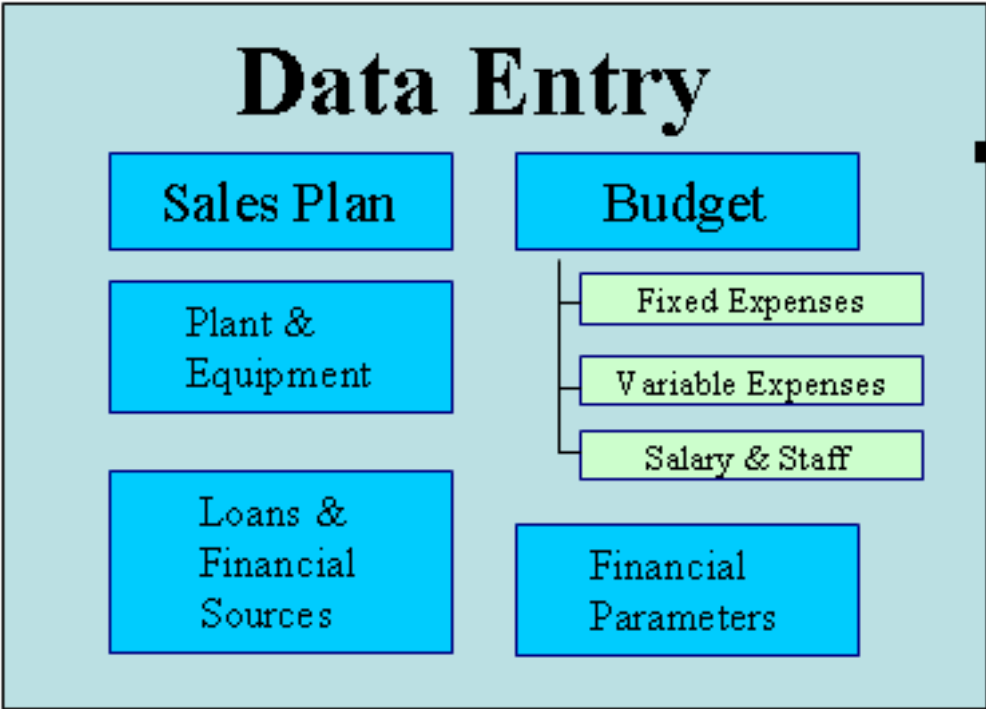 Data Entry
Sales Plan
Plant &
Equipment
Loans &
Financial
Sources
Budget
Fixed Expenses
Variable Expenses
Salary & Staff
Financial
Parameters